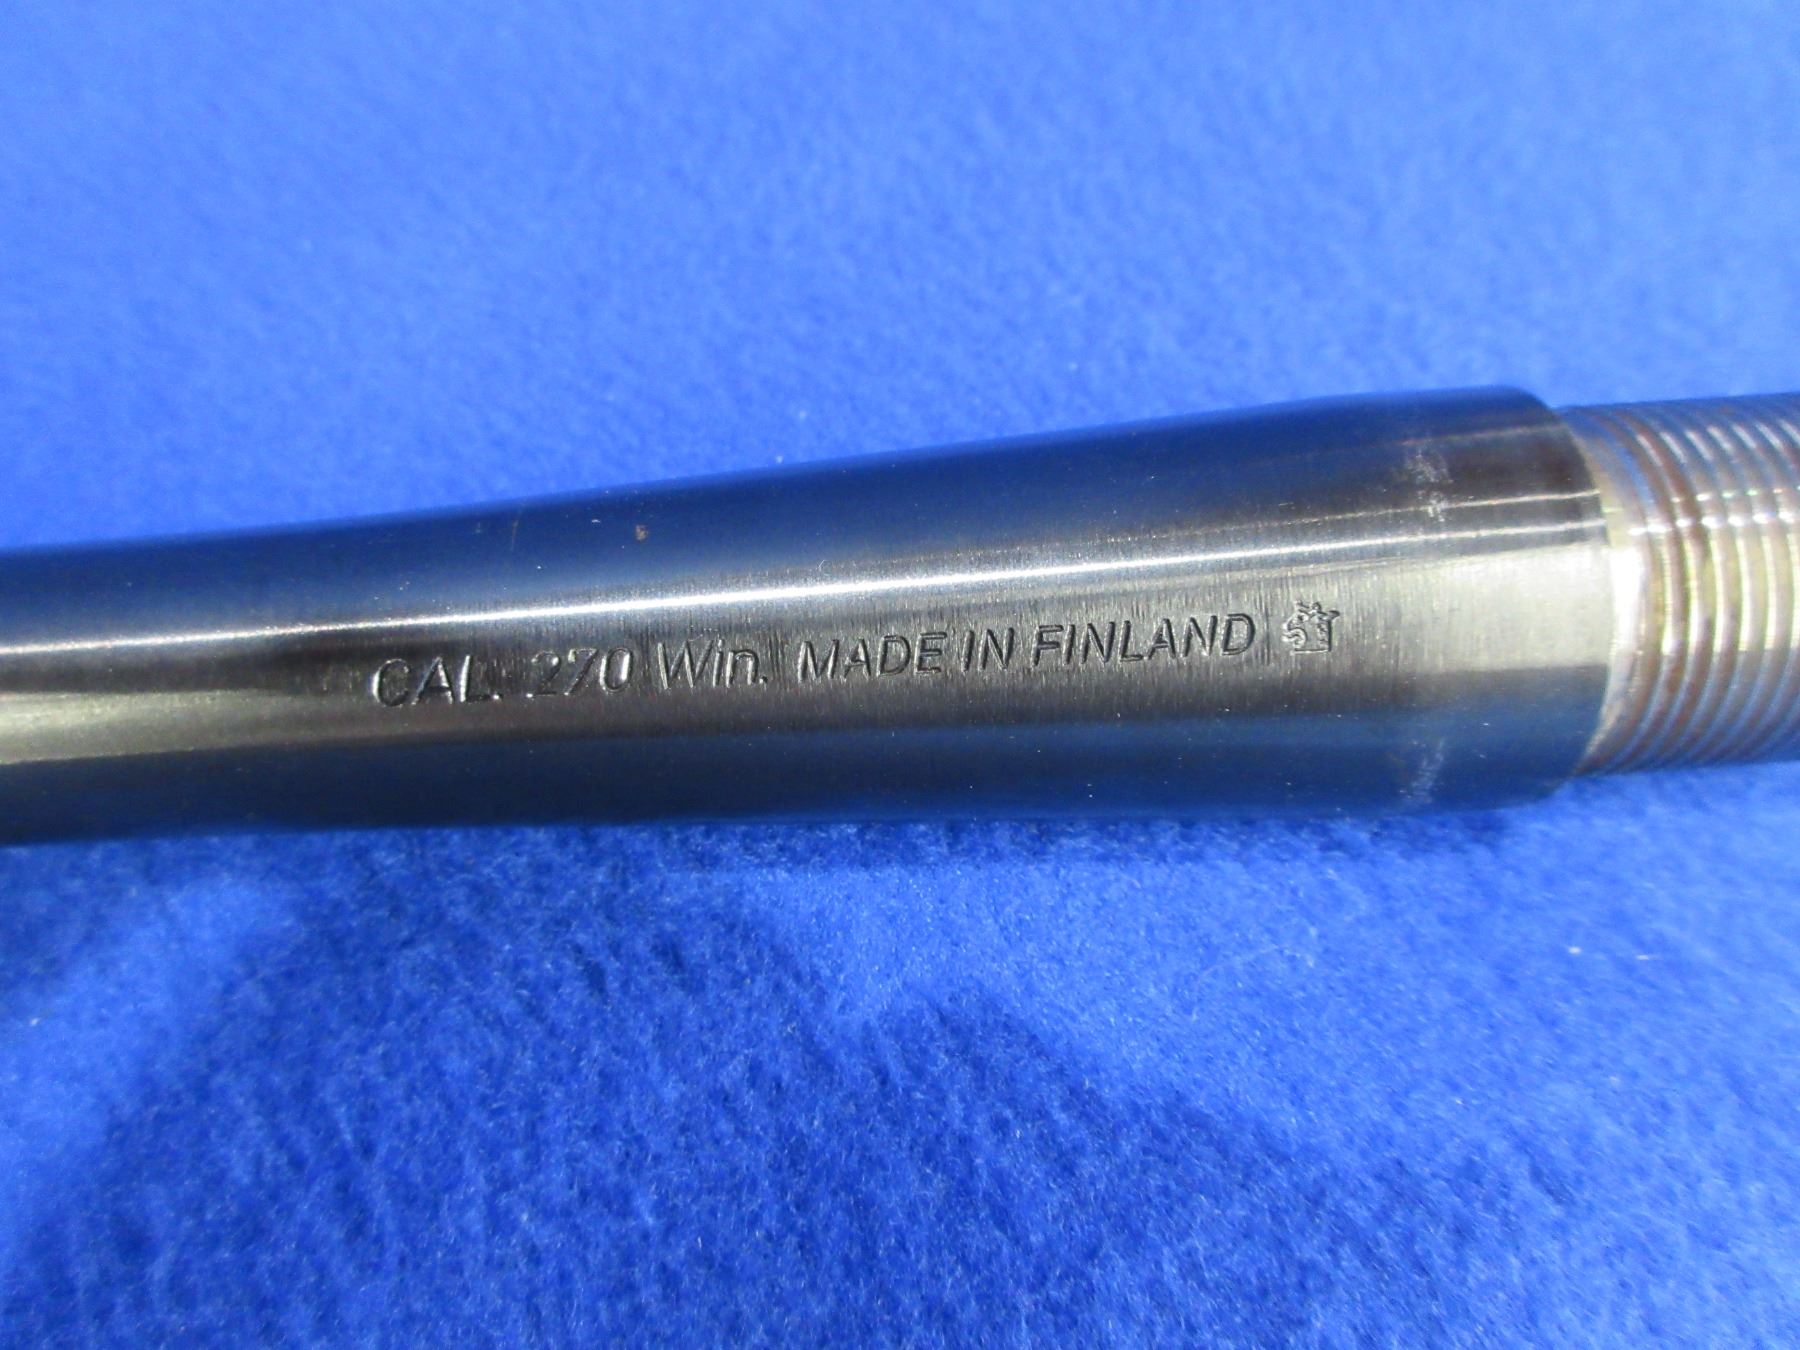 CAL. 270 Win. MADE IN FINLAND